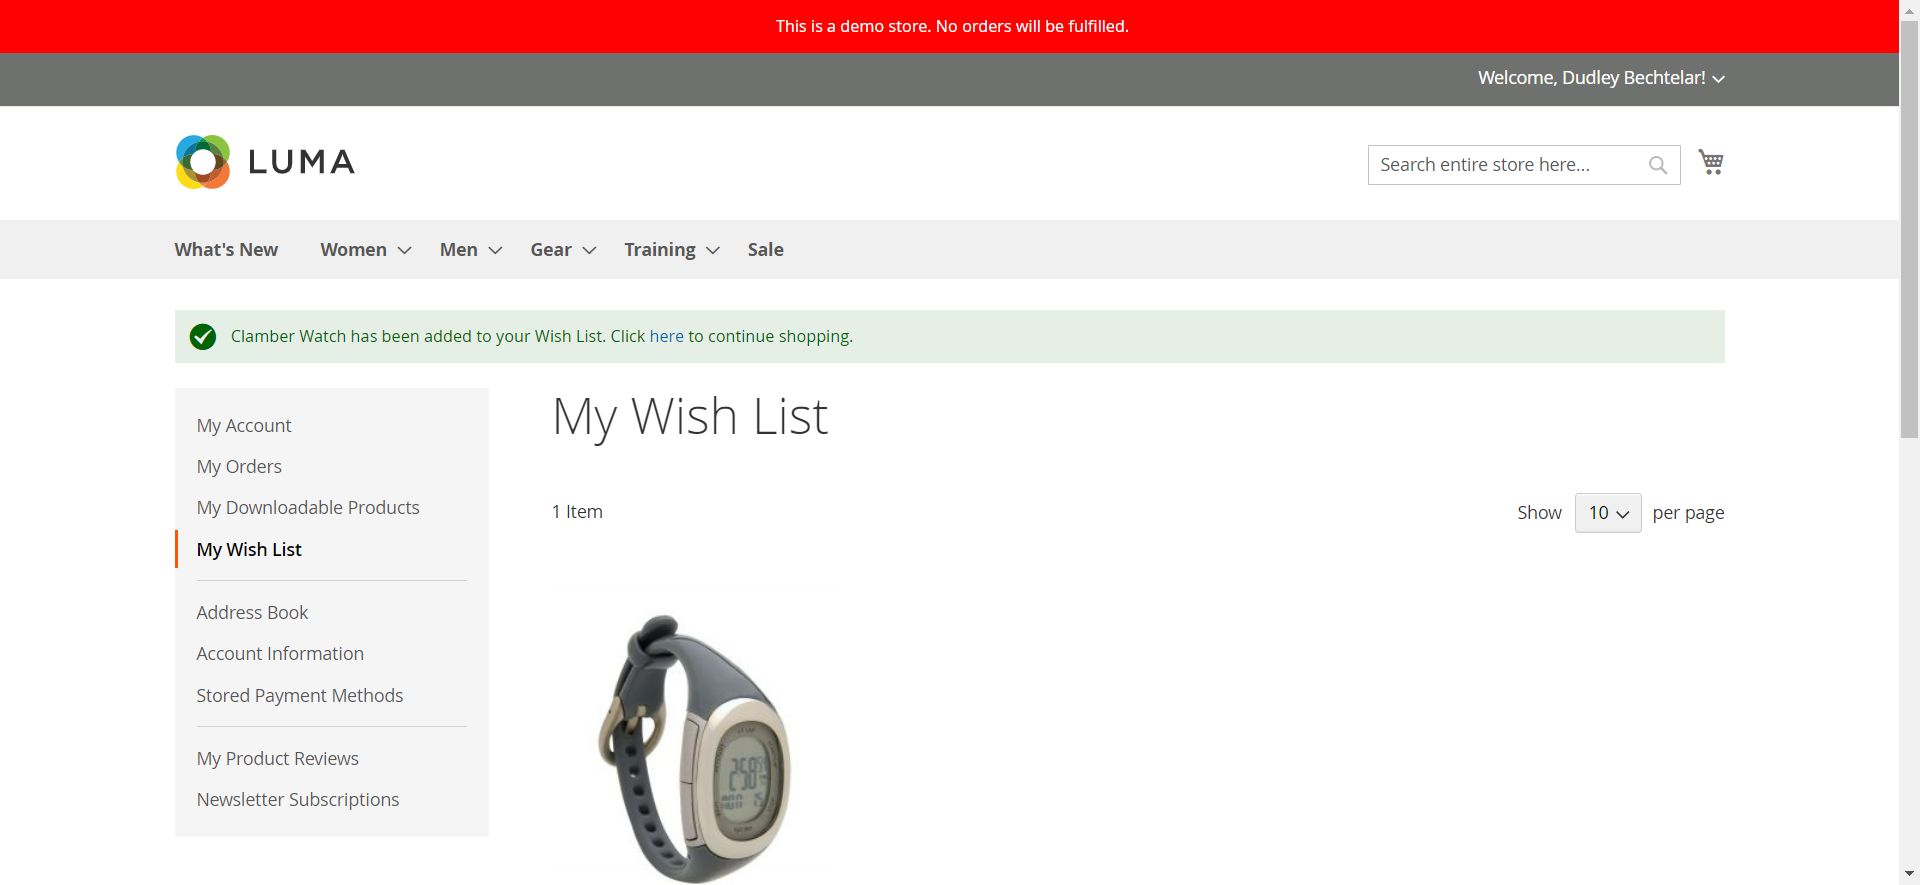 This is a demo store. No orders will be fulfilled.
Welcome, Dudley Bechtelar!
LUMA
Search entire store here...
What's New Women Men Gear Training Sale
Clamber Watch has been added to your Wish List. Click here to continue shopping.
My Account
My Orders
My Downloadable Products
My Wish List
Address Book
Account Information
Stored Payment Methods
My Product Reviews
Newsletter Subscriptions
My Wish List
1 Item
Show 10 per page